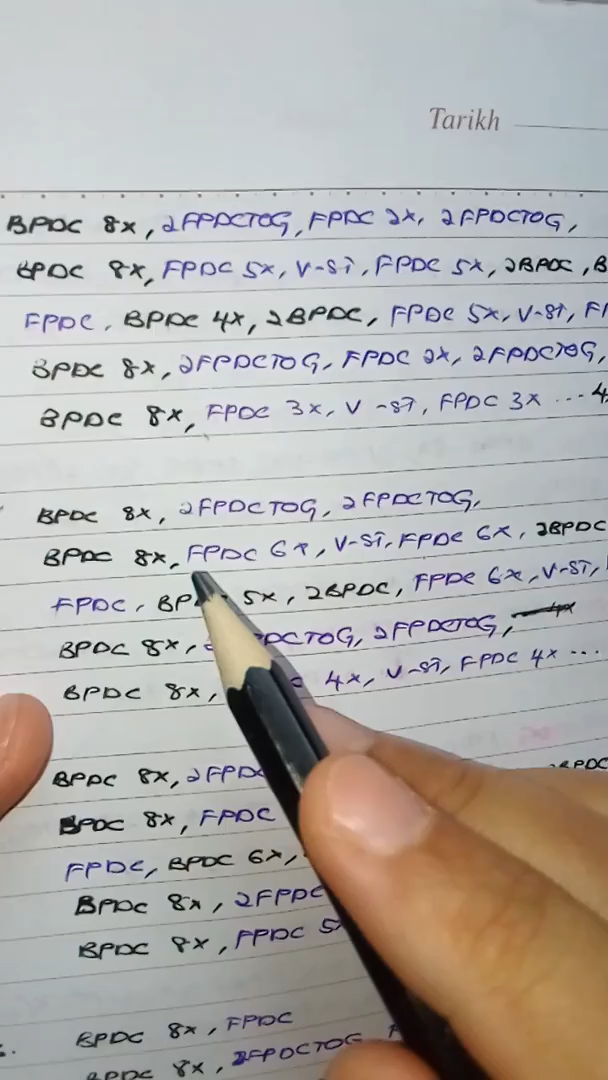 Tarikh
BPDC 8x, 2FPDCTOG, FPDC 2x, 2FPDCTOG,
BPDC 8x, FPDC 5x, V-ST, FPDC 5x, 2BPDC, B
FPDC, BPDC 4x, 2BPDC, FPDC 5x, V-ST,
BPDC 8x, 2FPDCTOG, FPDC 2x, 2FPDCTOG,
BPDC 8x, FPDC 3x, V-ST, FPDC 3x ... 4
BPDC 8x, 2FPDCTOG, 2FPDCTOG,
BPDC 8x, FPDC 6x, V-ST, FPDC 6x, 2BPDC
FPDC, 5x, 2BPDC, FPDC 6x, V-ST,
BPDC 8x, 2FPDCTOG,
BPDC 8x, 4x, V-ST, FPDC 4x ...
BPDC 8x,
BPDC 8x, FPDC
FPDC, BPDC 6x,
BPDC 8x, 2FPDC
BPDC 8x, FPDC
BPDC 8x, FPDC
BPDC 8x, 2FPDCTOG